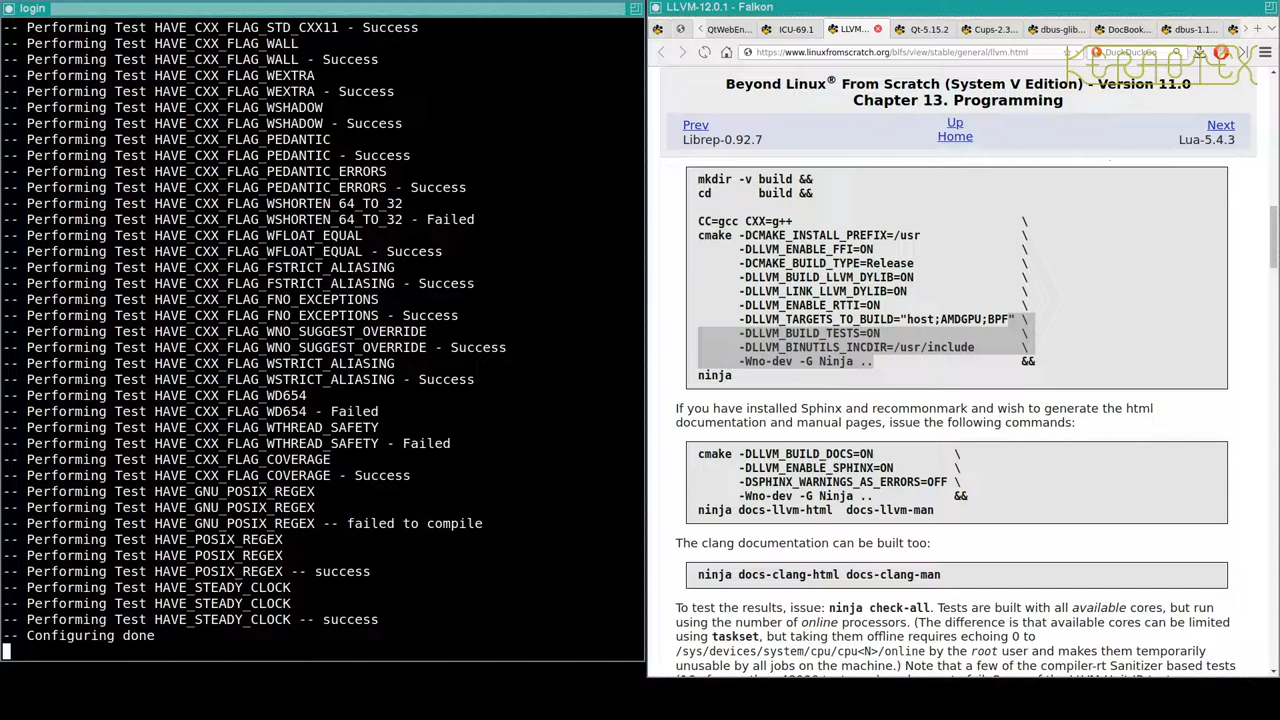 login
-- Performing Test HAVE_CXX_FLAG_STD_CXX11 - Success
-- Performing Test HAVE_CXX_FLAG_WALL
-- Performing Test HAVE_CXX_FLAG_WALL - Success
-- Performing Test HAVE_CXX_FLAG_WEXTRA
-- Performing Test HAVE_CXX_FLAG_WEXTRA - Success
-- Performing Test HAVE_CXX_FLAG_WSHADOW
-- Performing Test HAVE_CXX_FLAG_WSHADOW - Success
-- Performing Test HAVE_CXX_FLAG_PEDANTIC
-- Performing Test HAVE_CXX_FLAG_PEDANTIC - Success
-- Performing Test HAVE_CXX_FLAG_PEDANTIC_ERRORS
-- Performing Test HAVE_CXX_FLAG_PEDANTIC_ERRORS - Success
-- Performing Test HAVE_CXX_FLAG_WSHORTEN_64_TO_32
-- Performing Test HAVE_CXX_FLAG_WSHORTEN_64_TO_32 - Failed
-- Performing Test HAVE_CXX_FLAG_WFLOAT_EQUAL
-- Performing Test HAVE_CXX_FLAG_WFLOAT_EQUAL - Success
-- Performing Test HAVE_CXX_FLAG_FSTRICT_ALIASING
-- Performing Test HAVE_CXX_FLAG_FSTRICT_ALIASING - Success
-- Performing Test HAVE_CXX_FLAG_FNO_EXCEPTIONS
-- Performing Test HAVE_CXX_FLAG_FNO_EXCEPTIONS - Success
-- Performing Test HAVE_CXX_FLAG_WNO_SUGGEST_OVERRIDE
-- Performing Test HAVE_CXX_FLAG_WNO_SUGGEST_OVERRIDE - Success
-- Performing Test HAVE_CXX_FLAG_WSTRICT_ALIASING
-- Performing Test HAVE_CXX_FLAG_WSTRICT_ALIASING - Success
-- Performing Test HAVE_CXX_FLAG_WD654
-- Performing Test HAVE_CXX_FLAG_WD654 - Failed
-- Performing Test HAVE_CXX_FLAG_WTHREAD_SAFETY
-- Performing Test HAVE_CXX_FLAG_WTHREAD_SAFETY - Failed
-- Performing Test HAVE_CXX_FLAG_COVERAGE
-- Performing Test HAVE_CXX_FLAG_COVERAGE - Success
-- Performing Test HAVE_GNU_POSIX_REGEX
-- Performing Test HAVE_GNU_POSIX_REGEX
-- Performing Test HAVE_GNU_POSIX_REGEX -- failed to compile
-- Performing Test HAVE_POSIX_REGEX
-- Performing Test HAVE_POSIX_REGEX
-- Performing Test HAVE_POSIX_REGEX -- success
-- Performing Test HAVE_STEADY_CLOCK
-- Performing Test HAVE_STEADY_CLOCK
-- Performing Test HAVE_STEADY_CLOCK -- success
-- Configuring done
LLVM-12.0.1 - Falkon
QtWebEn... ICU-69.1 LLVM... Qt-5.15.2 Cups-2.3... dbus-glib... DocBook... dbus-1.1...
https://www.linuxfromscratch.org/blfs/view/stable/general/llvm.html DuckDuckGo
KERNOTEX
Beyond Linux® From Scratch (System V Edition) - Version 11.0
Chapter 13. Programming
Prev Up Next
Librep-0.92.7 Home Lua-5.4.3
mkdir -v build &&
cd build &&
CC=gcc CXX=g++ \
cmake -DCMAKE_INSTALL_PREFIX=/usr \
-DLLVM_ENABLE_FFI=ON \
-DCMAKE_BUILD_TYPE=Release \
-DLLVM_BUILD_LLVM_DYLIB=ON \
-DLLVM_LINK_LLVM_DYLIB=ON \
-DLLVM_ENABLE_RTTI=ON \
-DLLVM_TARGETS_TO_BUILD="host;AMDGPU;BPF" \
-DLLVM_BUILD_TESTS=ON \
-DLLVM_BINUTILS_INCDIR=/usr/include \
-Wno-dev -G Ninja .. &&
ninja
If you have installed Sphinx and recommonmark and wish to generate the html
documentation and manual pages, issue the following commands:
cmake -DLLVM_BUILD_DOCS=ON \
-DLLVM_ENABLE_SPHINX=ON \
-DSPHINX_WARNINGS_AS_ERRORS=OFF \
-Wno-dev -G Ninja .. &&
ninja docs-llvm-html docs-llvm-man
The clang documentation can be built too:
ninja docs-clang-html docs-clang-man
To test the results, issue: ninja check-all. Tests are built with all available cores, but run
using the number of online processors. (The difference is that available cores can be limited
using taskset, but taking them offline requires echoing 0 to
/sys/devices/system/cpu/cpu<N>/online by the root user and makes them temporarily
unusable by all jobs on the machine.) Note that a few of the compiler-rt Sanitizer based tests